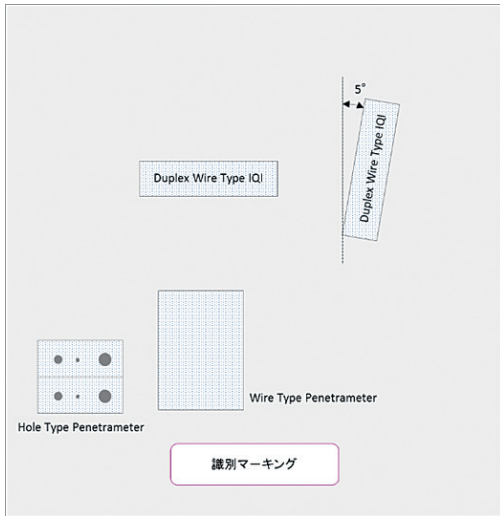 5°
Duplex Wire Type IQI
Duplex Wire Type IQI
Wire Type Penetrameter
Hole Type Penetrameter
識別マーキング